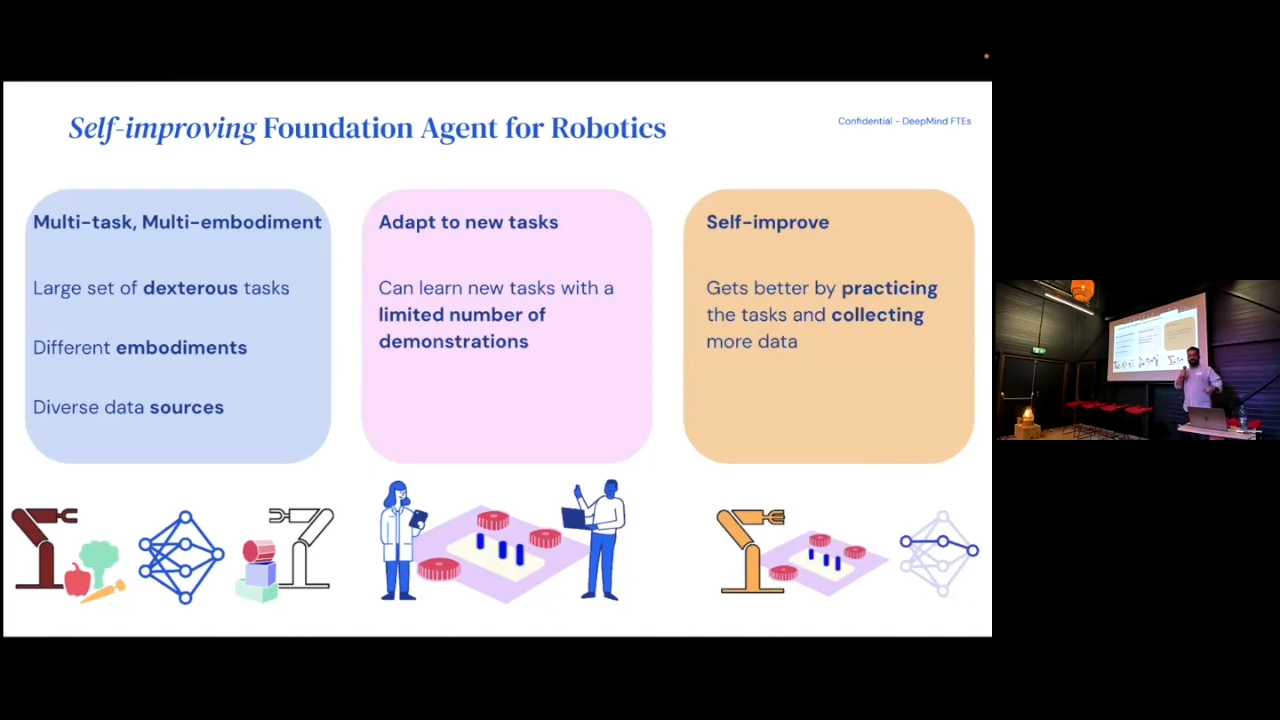 Self-improving Foundation Agent for Robotics
Confidential - DeepMind FTEs
Multi-task, Multi-embodiment
Large set of dexterous tasks
Different embodiments
Diverse data sources
Adapt to new tasks
Can learn new tasks with a
limited number of
demonstrations
Self-improve
Gets better by practicing
the tasks and collecting
more data